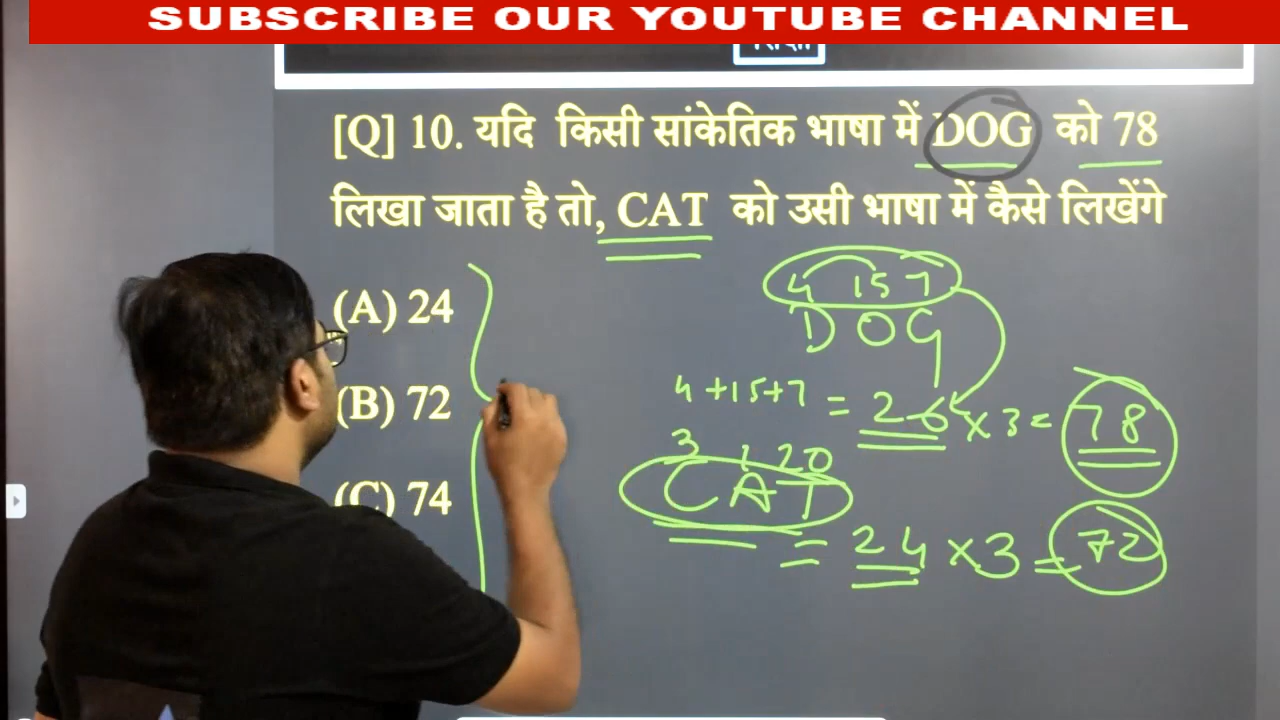 SUBSCRIBE OUR YOUTUBE CHANNEL
[Q] 10. यदि किसी सांकेतिक भाषा में DOG को 78
लिखा जाता है तो, CAT को उसी भाषा में कैसे लिखेंगे
(A) 24
(B) 72
(C) 74
4 15 7
D O G
4+15+7 = 26 x 3 = 78
3 1 20
CAT
= 24 x 3 = 72